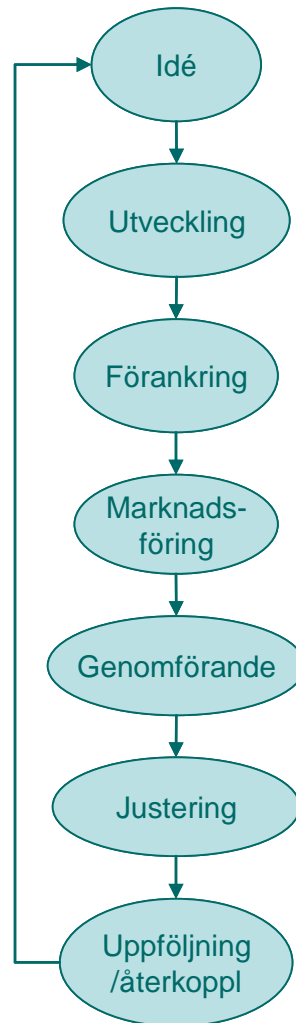 Idé
Utveckling
Förankring
Marknads-
föring
Genomförande
Justering
Uppföljning
/återkoppl